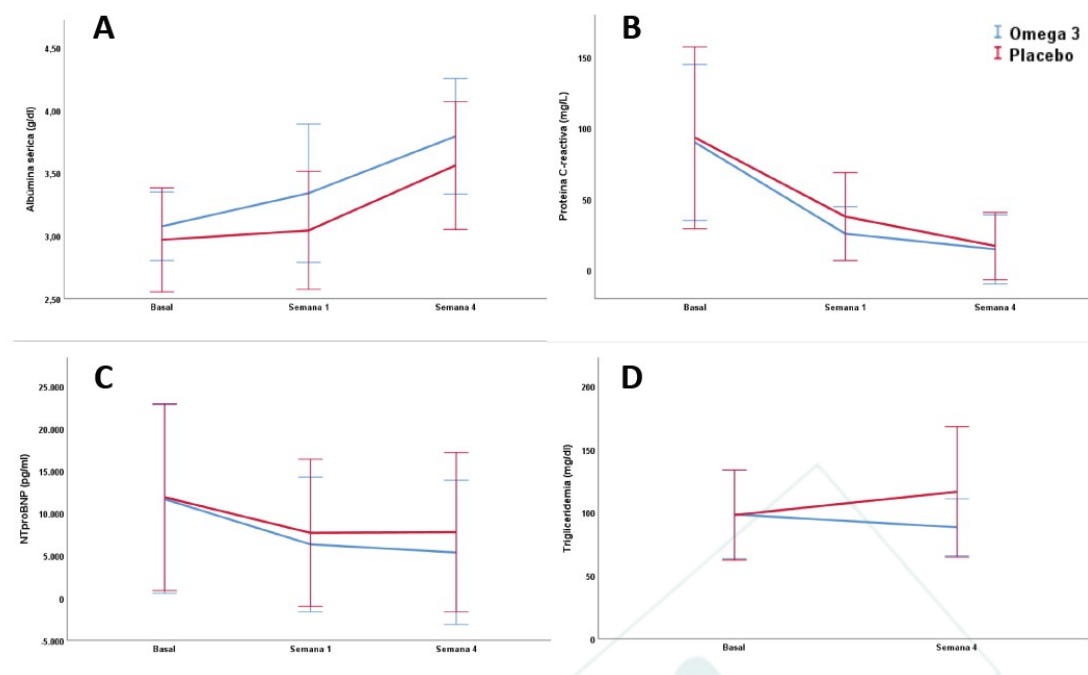 A
Albúmina sérica (g/dl)
4,50
4,00
3,50
3,00
2,50
Basal
Semana 1
Semana 4
B
Omega 3
Placebo
Proteína C-reactiva (mg/L)
150
100
50
0
Basal
Semana 1
Semana 4
C
NTproBNP (pg/ml)
25.000
20.000
15.000
10.000
5.000
0
-5.000
Basal
Semana 1
Semana 4
D
Trigliceridemia (mg/dl)
200
150
100
50
0
Basal
Semana 4